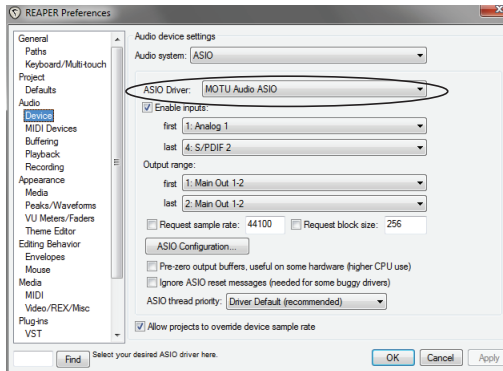 REAPER Preferences
General
Paths
Keyboard/Multi-touch
Project
Defaults
Audio
Device
MIDI Devices
Buffering
Playback
Recording
Appearance
Media
Peaks/Waveforms
VU Meters/Faders
Theme Editor
Editing Behavior
Envelopes
Mouse
Media
MIDI
Video/REX/Misc
Plug-ins
VST
Find
Audio device settings
Audio system: ASIO
ASIO Driver: MOTU Audio ASIO
Enable inputs:
first 1: Analog 1
last 4: S/PDIF 2
Output range:
first 1: Main Out 1-2
last 2: Main Out 1-2
Request sample rate: 44100 Request block size: 256
ASIO Configuration...
Pre-zero output buffers, useful on some hardware (higher CPU use)
Ignore ASIO reset messages (needed for some buggy drivers)
ASIO thread priority: Driver Default (recommended)
Allow projects to override device sample rate
Select your desired ASIO driver here.
OK Cancel Apply